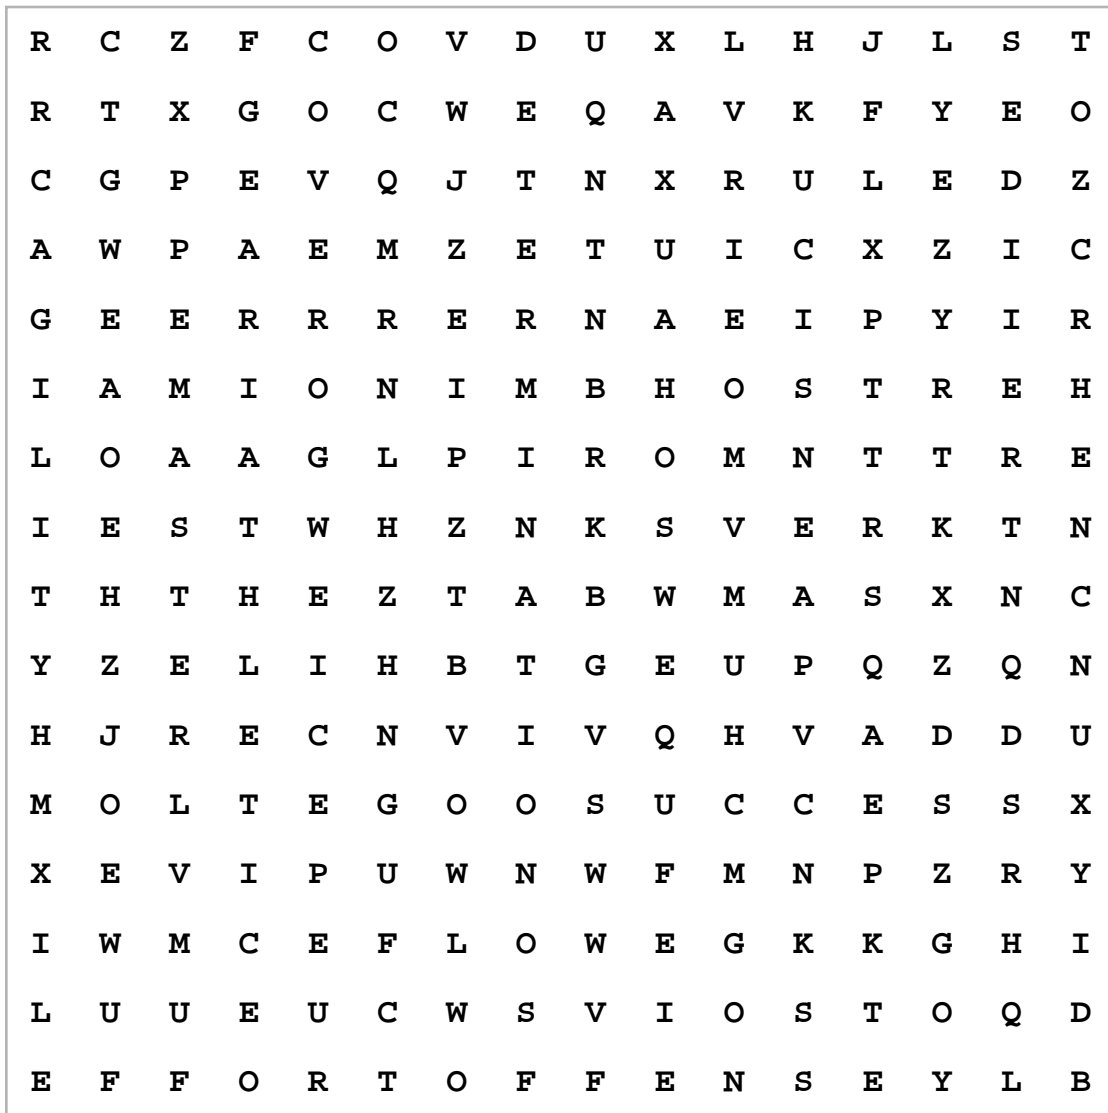 R C Z F C O V D U X L H J L S T
R T X G O C W E Q A V K F Y E O
C G P E V Q J T N X R U L E D Z
A W P A E M Z E T U I C X Z I C
G E E R R R E R N A E I P Y I R
I A M I O N I M B H O S T R E H
L O A A G L P I R O M N T T R E
I E S T W H Z N K S V E R K T N
T H T H E Z T A B W M A S X N C
Y Z E L I H B T G E U P Q Z Q N
H J R E C N V I V Q H V A D D U
M O L T E G O O S U C C E S S X
X E V I P U W N W F M N P Z R Y
I W M C E F L O W E G K K G H I
L U U E U C W S V I O S T O Q D
E F F O R T O F F E N S E Y L B